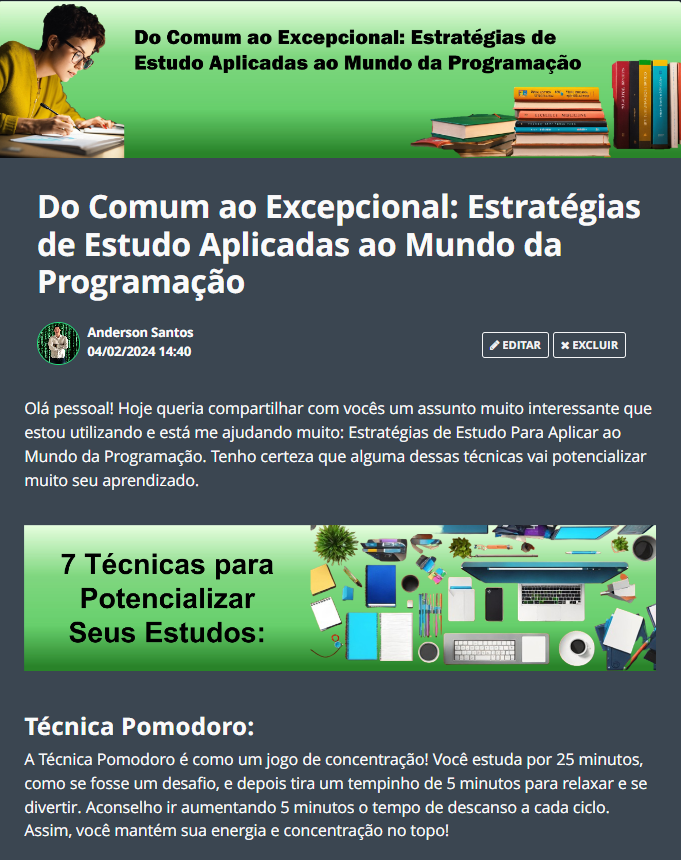 Do Comum ao Excepcional: Estratégias de
Estudo Aplicadas ao Mundo da Programação
Do Comum ao Excepcional: Estratégias
de Estudo Aplicadas ao Mundo da
Programação
Anderson Santos
04/02/2024 14:40
EDITAR
EXCLUIR
Olá pessoal! Hoje queria compartilhar com vocês um assunto muito interessante que
estou utilizando e está me ajudando muito: Estratégias de Estudo Para Aplicar ao
Mundo da Programação. Tenho certeza que alguma dessas técnicas vai potencializar
muito seu aprendizado.
7 Técnicas para
Potencializar
Seus Estudos:
Técnica Pomodoro:
A Técnica Pomodoro é como um jogo de concentração! Você estuda por 25 minutos,
como se fosse um desafio, e depois tira um tempinho de 5 minutos para relaxar e se
divertir. Aconselho ir aumentando 5 minutos o tempo de descanso a cada ciclo.
Assim, você mantém sua energia e concentração no topo!